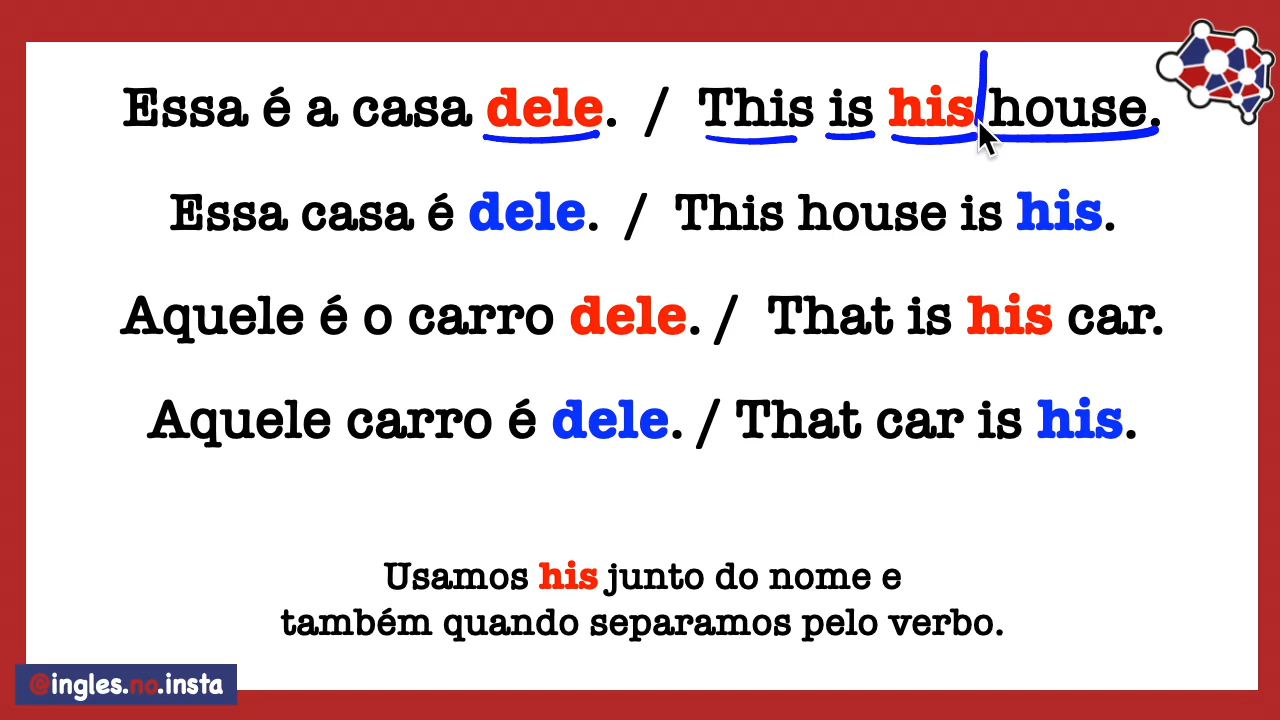 Essa é a casa dele. / This is his house.
Essa casa é dele. / This house is his.
Aquele é o carro dele. / That is his car.
Aquele carro é dele. / That car is his.
Usamos his junto do nome e
também quando separamos pelo verbo.
@ingles.no.insta